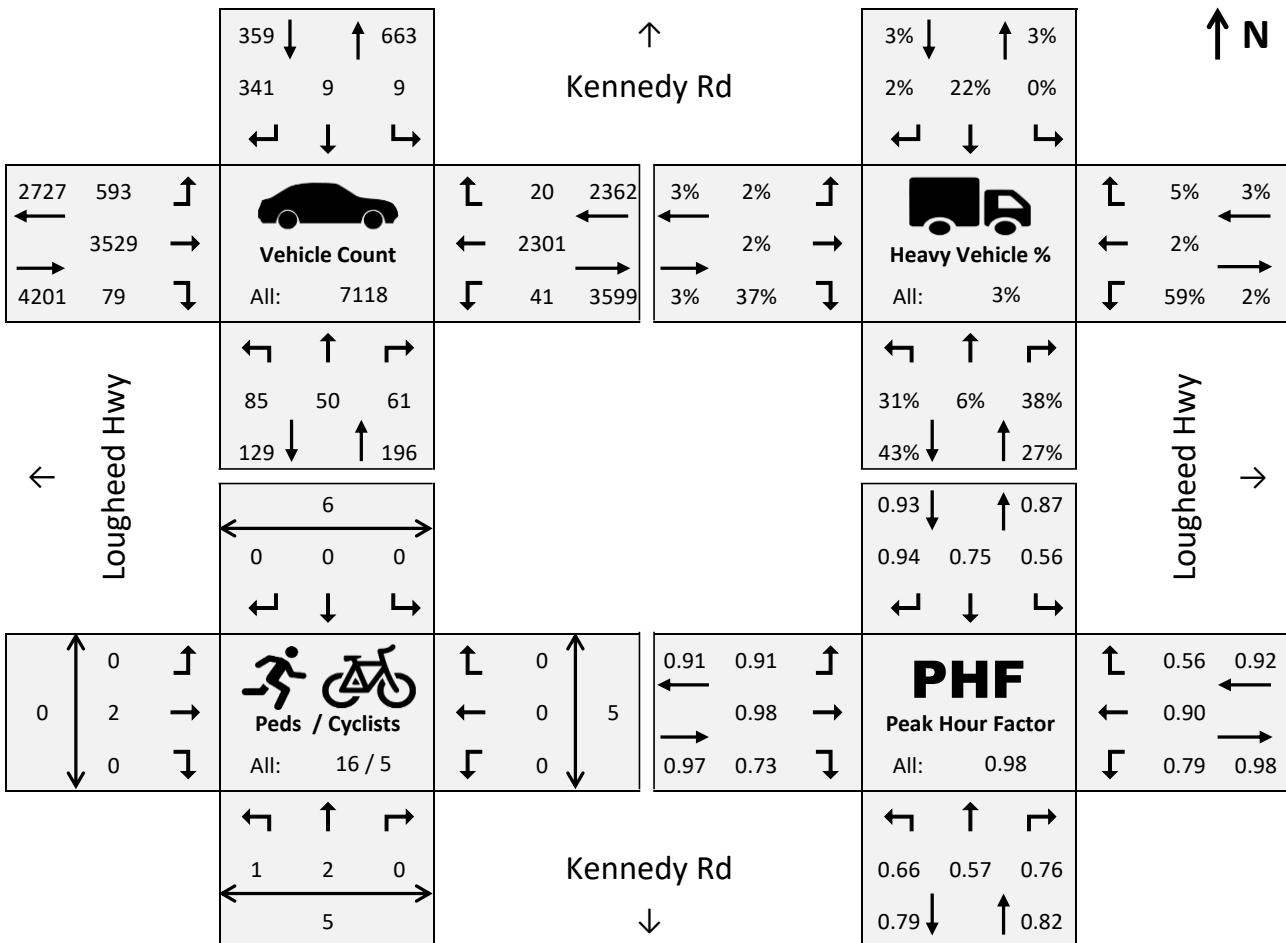 359 663 3% 3% N
341 9 9 Kennedy Rd 2% 22% 0%
2727 593 20 2362 3% 2% 5% 3%
3529 Vehicle Count 2301 2% Heavy Vehicle % 2%
4201 79 All: 7118 41 3599 3% 37% All: 3% 59% 2%
85 50 61 31% 6% 38%
129 196 43% 27%
Lougheed Hwy Lougheed Hwy
6 0.93 0.87
0 0 0 0.94 0.75 0.56
0 0 0.91 0.91 PHF 0.56 0.92
0 2 Peds / Cyclists 0 5 0.98 Peak Hour Factor 0.90
0 All: 16 / 5 0 0.97 0.73 All: 0.98 0.79 0.98
1 2 0 Kennedy Rd 0.66 0.57 0.76
5 0.79 0.82